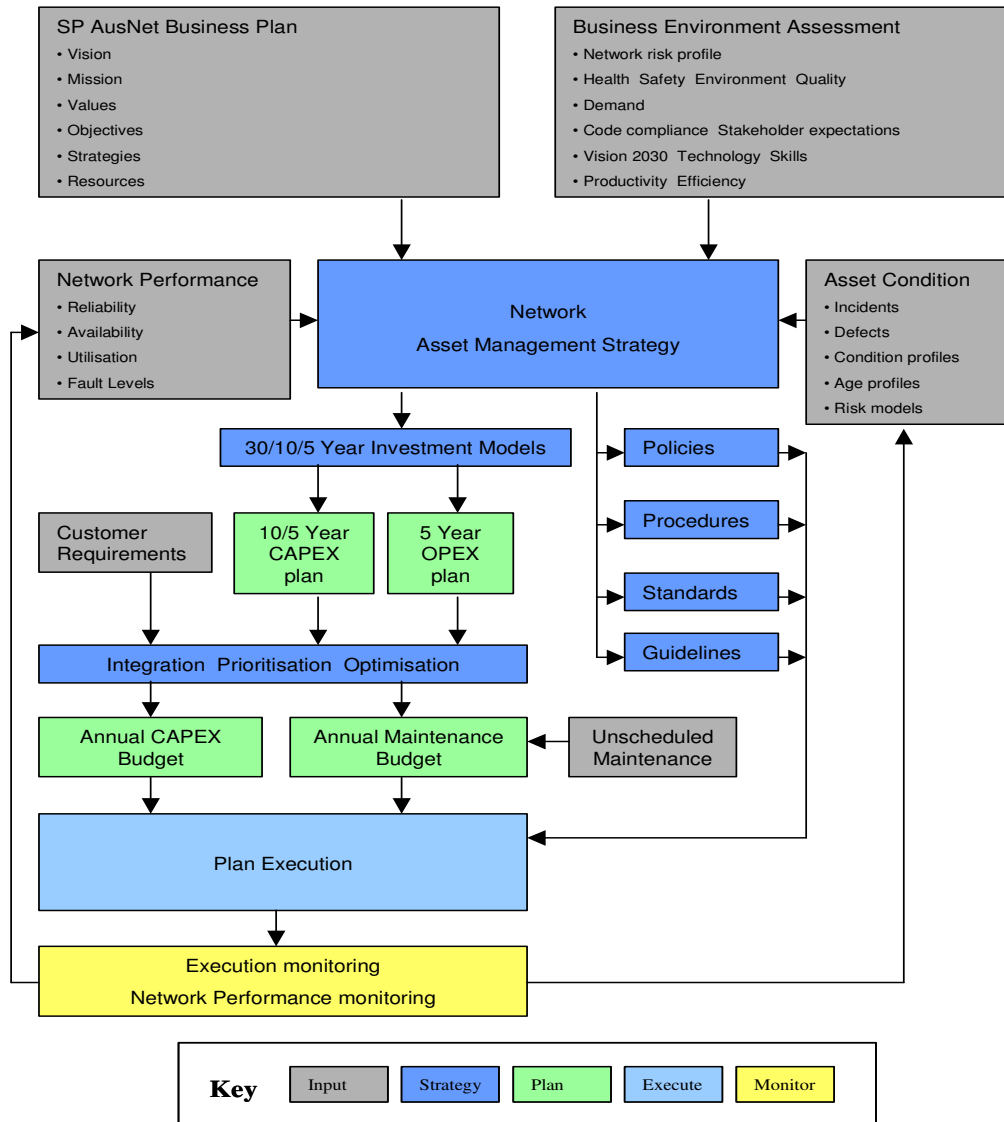 SP AusNet Business Plan
• Vision
• Mission
• Values
• Objectives
• Strategies
• Resources
Business Environment Assessment
• Network risk profile
• Health Safety Environment Quality
• Demand
• Code compliance Stakeholder expectations
• Vision 2030 Technology Skills
• Productivity Efficiency
Network Performance
• Reliability
• Availability
• Utilisation
• Fault Levels
Network
Asset Management Strategy
Asset Condition
• Incidents
• Defects
• Condition profiles
• Age profiles
• Risk models
30/10/5 Year Investment Models
Policies
Procedures
Standards
Guidelines
Customer
Requirements
10/5 Year
CAPEX
plan
5 Year
OPEX
plan
Integration Prioritisation Optimisation
Annual CAPEX
Budget
Annual Maintenance
Budget
Unscheduled
Maintenance
Plan Execution
Execution monitoring
Network Performance monitoring
Key
Input
Strategy
Plan
Execute
Monitor